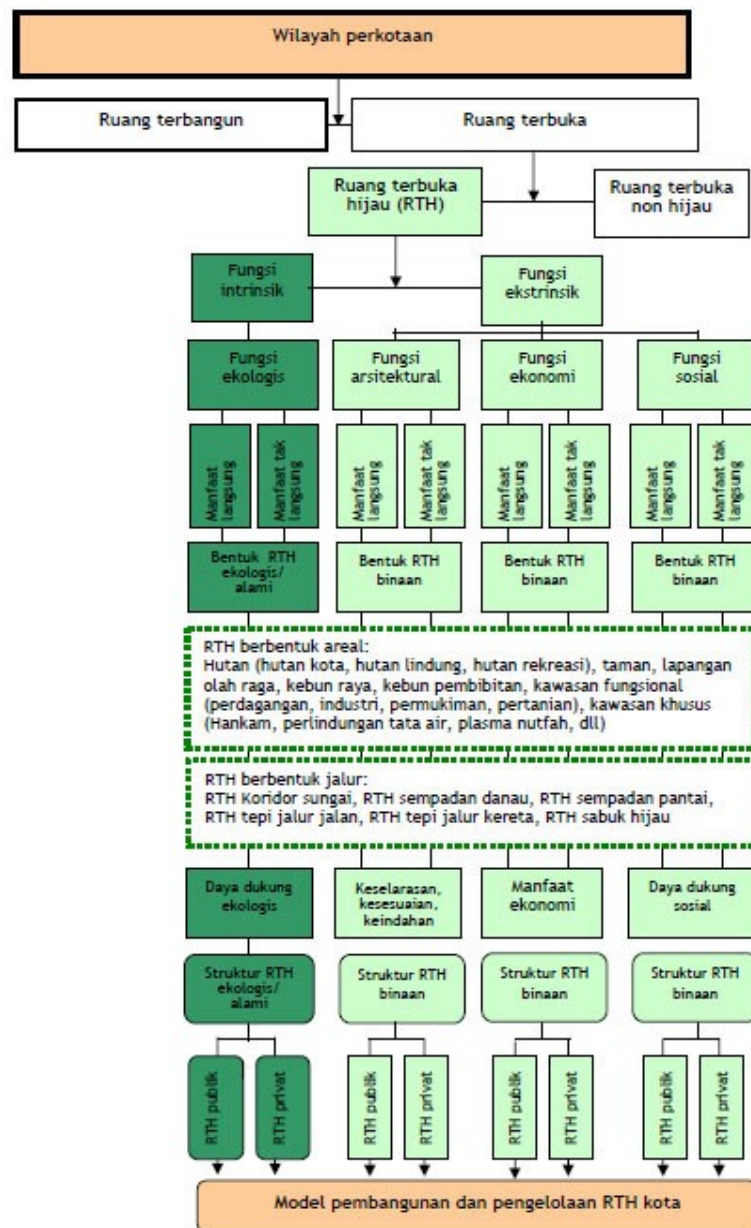 Wilayah perkotaan
Ruang terbangun
Ruang terbuka
Ruang terbuka
hijau (RTH)
Ruang terbuka
non hijau
Fungsi
intrinsik
Fungsi
ekstrinsik
Fungsi
ekologis
Fungsi
arsitektural
Fungsi
ekonomi
Fungsi
sosial
Manfaat
langsung
Manfaat tak
langsung
Manfaat
langsung
Manfaat tak
langsung
Manfaat
langsung
Manfaat tak
langsung
Manfaat
langsung
Manfaat tak
langsung
Bentuk RTH
ekologis/
alami
Bentuk RTH
binaan
Bentuk RTH
binaan
Bentuk RTH
binaan
RTH berbentuk areal:
Hutan (hutan kota, hutan lindung, hutan rekreasi), taman, lapangan
olah raga, kebun raya, kebun pembibitan, kawasan fungsional
(perdagangan, industri, permukiman, pertanian), kawasan khusus
(Hankam, perlindungan tata air, plasma nutfah, dll)
RTH berbentuk jalur:
RTH Koridor sungai, RTH sempadan danau, RTH sempadan pantai,
RTH tepi jalur jalan, RTH tepi jalur kereta, RTH sabuk hijau
Daya dukung
ekologis
Keselarasan,
kesesuaian,
keindahan
Manfaat
ekonomi
Daya dukung
sosial
Struktur RTH
ekologis/
alami
Struktur RTH
binaan
Struktur RTH
binaan
Struktur RTH
binaan
RTH publik
RTH privat
RTH publik
RTH privat
RTH publik
RTH privat
RTH publik
RTH privat
Model pembangunan dan pengelolaan RTH kota